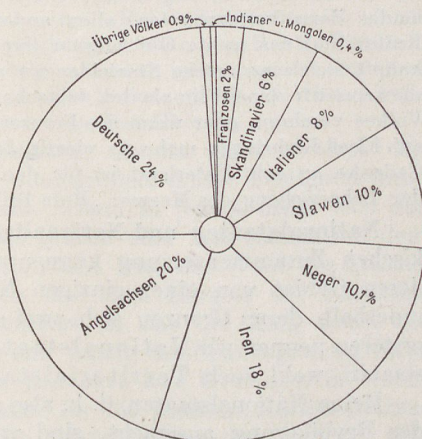 Übrige Völker 0,9%
Indianer u. Mongolen 0,4%
Franzosen 2%
Skandinavier 6%
Italiener 8%
Slawen 10%
Neger 10,7%
Iren 18%
Angelsachsen 20%
Deutsche 24%